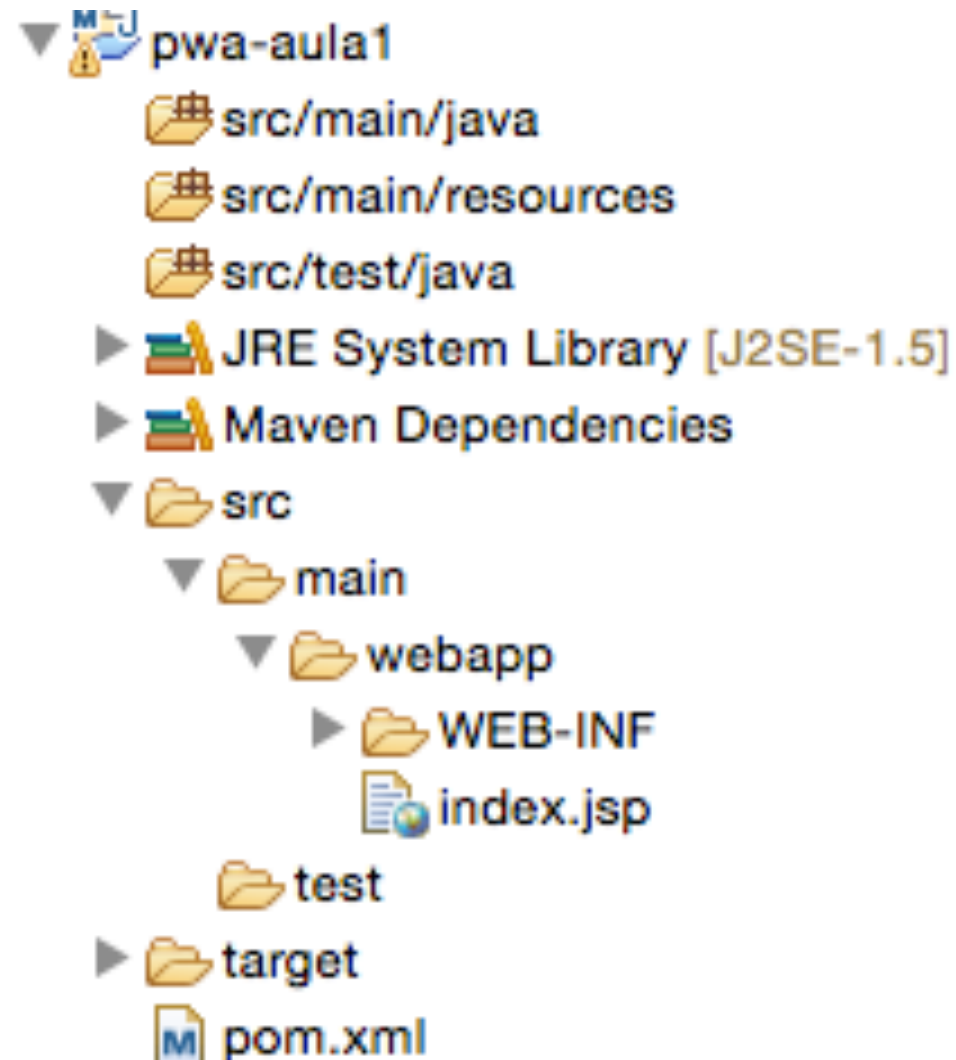 pwa-aula1
src/main/java
src/main/resources
src/test/java
JRE System Library [J2SE-1.5]
Maven Dependencies
src
main
webapp
WEB-INF
index.jsp
test
target
pom.xml